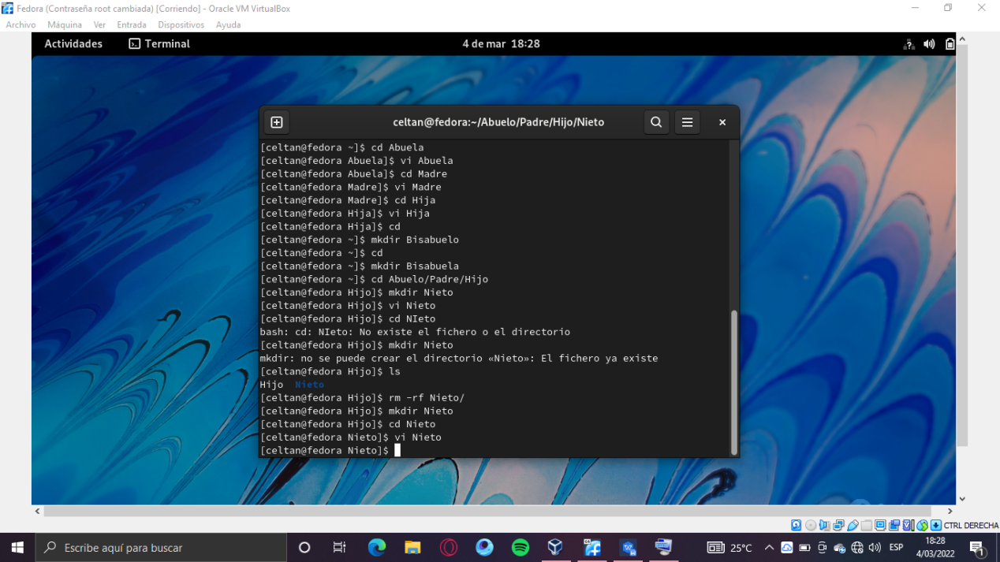 Fedora (Contraseña root cambiada) [Corriendo] - Oracle VM VirtualBox
Archivo Máquina Ver Entrada Dispositivos Ayuda
Actividades Terminal 4 de mar 18:28
celtan@fedora:~/Abuelo/Padre/Hijo/Nieto
[celtan@fedora ~]$ cd Abuela
[celtan@fedora Abuela]$ vi Abuela
[celtan@fedora Abuela]$ cd Madre
[celtan@fedora Madre]$ vi Madre
[celtan@fedora Madre]$ cd Hija
[celtan@fedora Hija]$ vi Hija
[celtan@fedora Hija]$ cd
[celtan@fedora ~]$ mkdir Bisabuelo
[celtan@fedora ~]$ cd
[celtan@fedora ~]$ mkdir Bisabuela
[celtan@fedora ~]$ cd Abuelo/Padre/Hijo
[celtan@fedora Hijo]$ mkdir Nieto
[celtan@fedora Hijo]$ vi Nieto
[celtan@fedora Hijo]$ cd NIeto
bash: cd: NIeto: No existe el fichero o el directorio
[celtan@fedora Hijo]$ mkdir Nieto
mkdir: no se puede crear el directorio «Nieto»: El fichero ya existe
[celtan@fedora Hijo]$ ls
Hijo Nieto
[celtan@fedora Hijo]$ rm -rf Nieto/
[celtan@fedora Hijo]$ mkdir Nieto
[celtan@fedora Hijo]$ cd Nieto
[celtan@fedora Nieto]$ vi Nieto
[celtan@fedora Nieto]$
CTRL DERECHA
Escribe aquí para buscar
25°C
ESP
18:28
4/03/2022
1